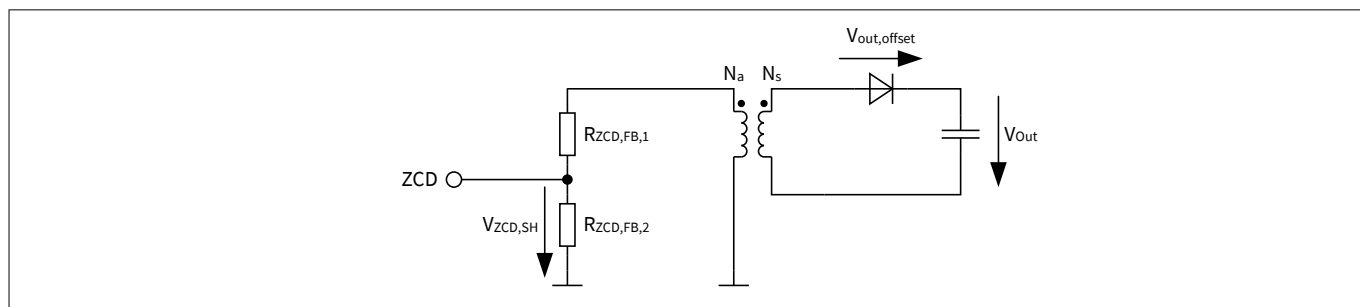 Vout,offset
Na Ns
RZCD,FB,1
VOut
ZCD
VZCD,SH
RZCD,FB,2